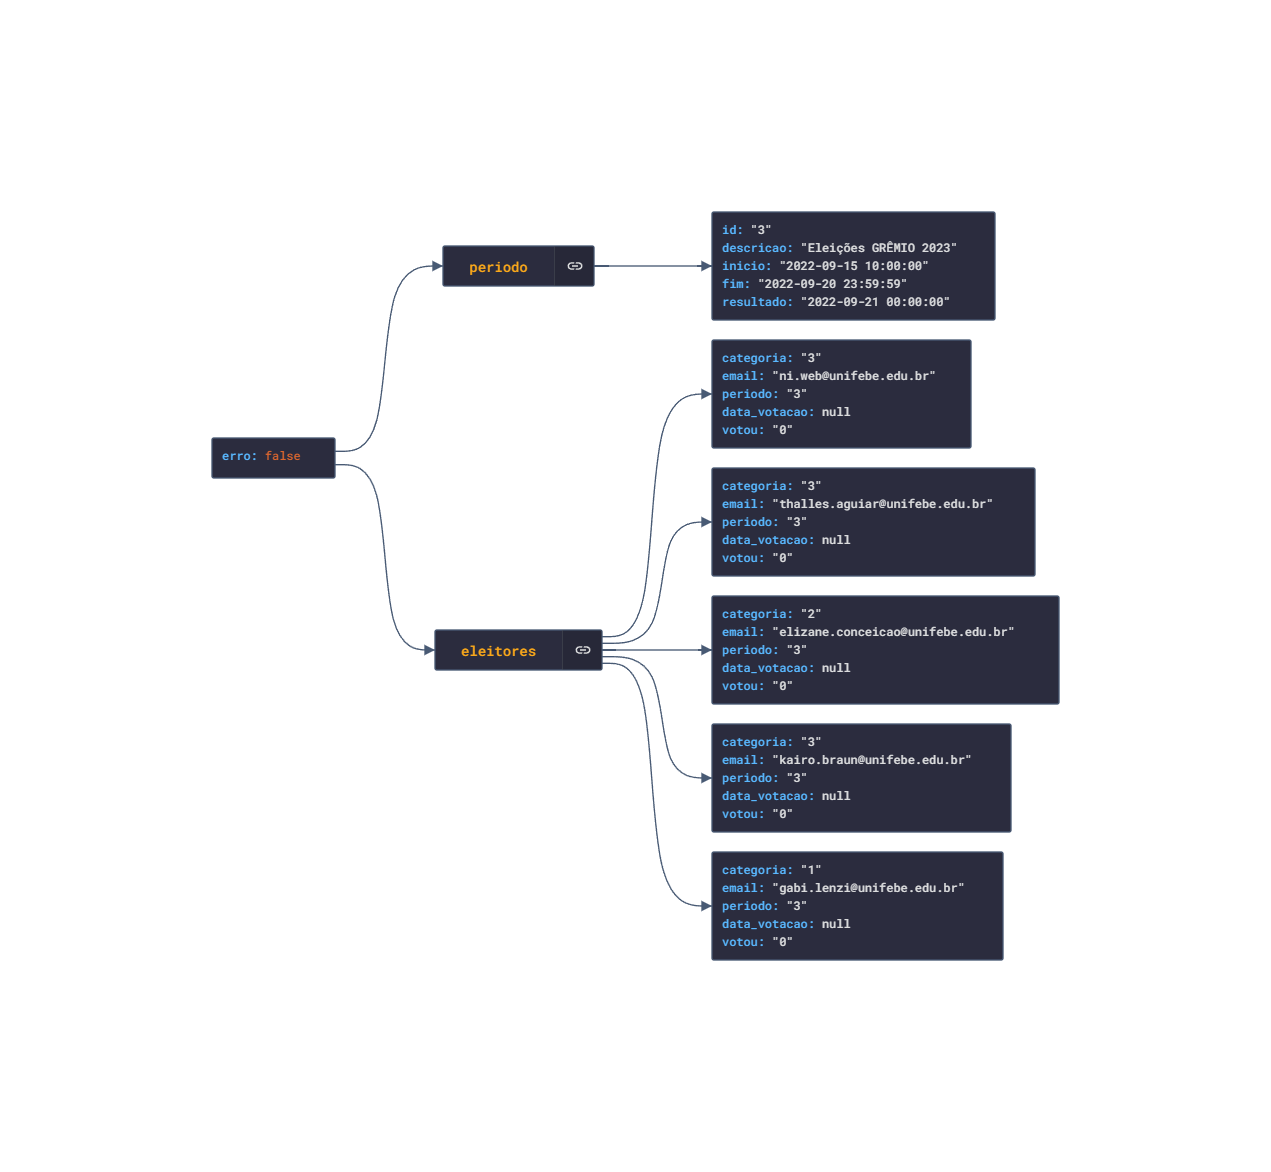 erro: false
periodo
id: "3"
descricao: "Eleições GRÊMIO 2023"
inicio: "2022-09-15 10:00:00"
fim: "2022-09-20 23:59:59"
resultado: "2022-09-21 00:00:00"
eleitores
categoria: "3"
email: "ni.web@unifebe.edu.br"
periodo: "3"
data_votacao: null
votou: "0"
categoria: "3"
email: "thalles.aguiar@unifebe.edu.br"
periodo: "3"
data_votacao: null
votou: "0"
categoria: "2"
email: "elizane.conceicao@unifebe.edu.br"
periodo: "3"
data_votacao: null
votou: "0"
categoria: "3"
email: "kairo.braun@unifebe.edu.br"
periodo: "3"
data_votacao: null
votou: "0"
categoria: "1"
email: "gabi.lenzi@unifebe.edu.br"
periodo: "3"
data_votacao: null
votou: "0"